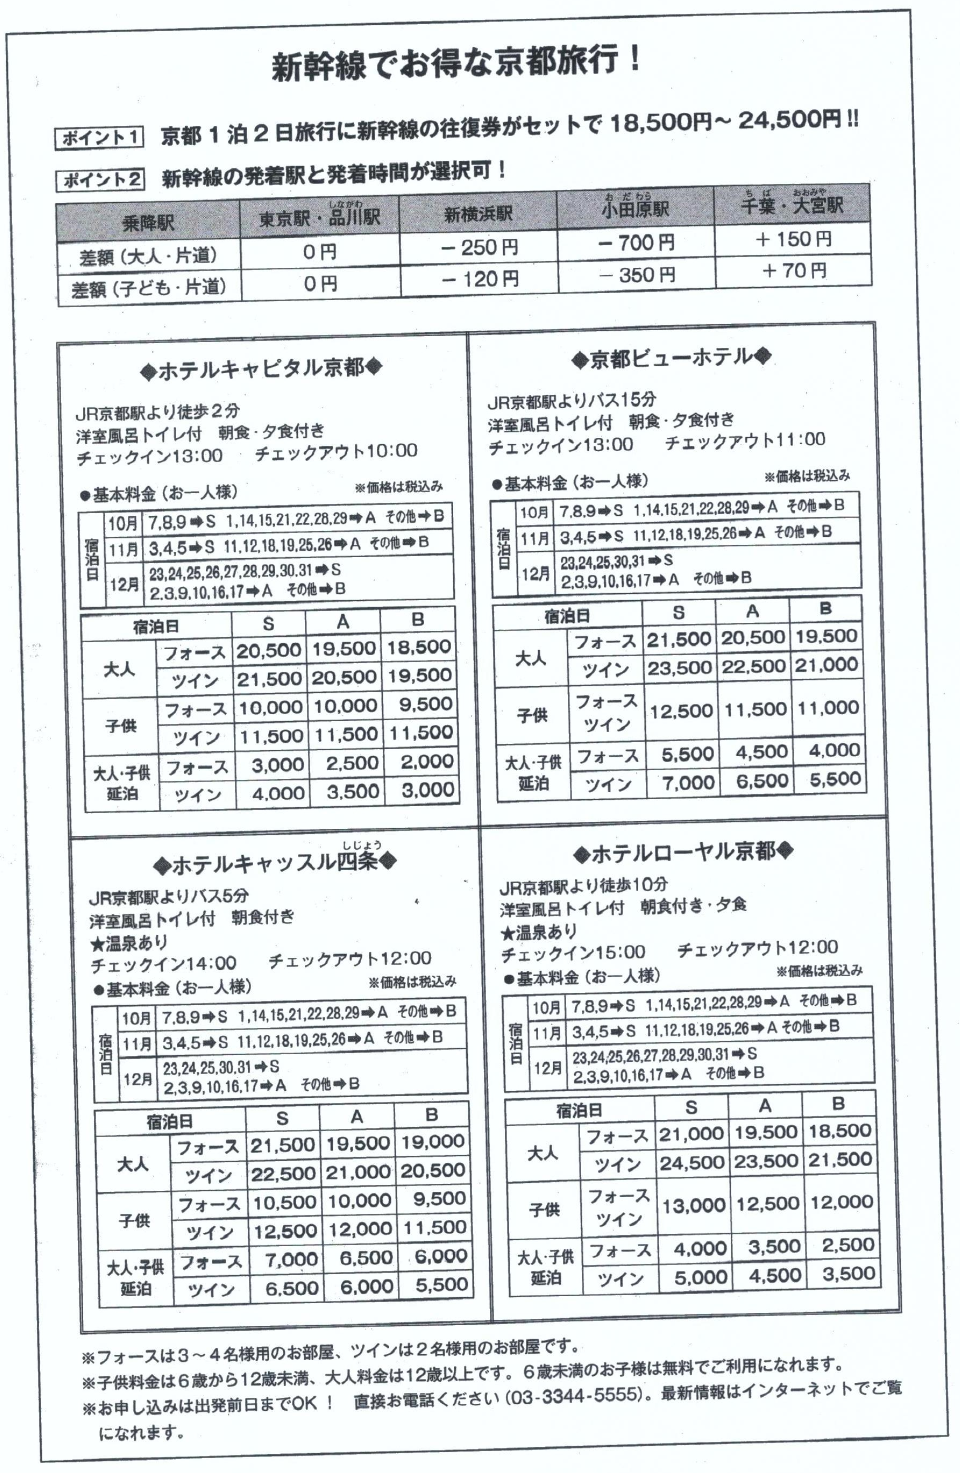 新幹線でお得な京都旅行！
ポイント1 京都1泊2日旅行に新幹線の往復券がセットで18,500円～24,500円!!
ポイント2 新幹線の発着駅と発着時間が選択可！
しながわ おだわら ちば おおみや
乗降駅 東京駅・品川駅 新横浜駅 小田原駅 千葉・大宮駅
差額（大人・片道） 0円 －250円 －700円 ＋150円
差額（子ども・片道） 0円 －120円 －350円 ＋70円
◆ホテルキャピタル京都◆
JR京都駅より徒歩2分
洋室風呂トイレ付 朝食・夕食付き
チェックイン13:00 チェックアウト10:00
●基本料金（お一人様） ※価格は税込み
宿泊日
10月 7,8,9➡S 1,14,15,21,22,28,29➡A その他➡B
11月 3,4,5➡S 11,12,18,19,25,26➡A その他➡B
12月 23,24,25,26,27,28,29,30,31➡S
2,3,9,10,16,17➡A その他➡B
宿泊日 S A B
大人 フォース 20,500 19,500 18,500
ツイン 21,500 20,500 19,500
子供 フォース 10,000 10,000 9,500
ツイン 11,500 11,500 11,500
大人・子供延泊 フォース 3,000 2,500 2,000
ツイン 4,000 3,500 3,000
◆京都ビューホテル◆
JR京都駅よりバス15分
洋室風呂トイレ付 朝食・夕食付き
チェックイン13:00 チェックアウト11:00
●基本料金（お一人様） ※価格は税込み
宿泊日
10月 7,8,9➡S 1,14,15,21,22,28,29➡A その他➡B
11月 3,4,5➡S 11,12,18,19,25,26➡A その他➡B
12月 23,24,25,30,31➡S
2,3,9,10,16,17➡A その他➡B
宿泊日 S A B
大人 フォース 21,500 20,500 19,500
ツイン 23,500 22,500 21,000
子供 フォース ツイン 12,500 11,500 11,000
大人・子供延泊 フォース 5,500 4,500 4,000
ツイン 7,000 6,500 5,500
しじょう
◆ホテルキャッスル四条◆
JR京都駅よりバス5分
洋室風呂トイレ付 朝食付き
★温泉あり
チェックイン14:00 チェックアウト12:00
●基本料金（お一人様） ※価格は税込み
宿泊日
10月 7,8,9➡S 1,14,15,21,22,28,29➡A その他➡B
11月 3,4,5➡S 11,12,18,19,25,26➡A その他➡B
12月 23,24,25,30,31➡S
2,3,9,10,16,17➡A その他➡B
宿泊日 S A B
大人 フォース 21,500 19,500 19,000
ツイン 22,500 21,000 20,500
子供 フォース 10,500 10,000 9,500
ツイン 12,500 12,000 11,500
大人・子供延泊 フォース 7,000 6,500 6,000
ツイン 6,500 6,000 5,500
◆ホテルローヤル京都◆
JR京都駅より徒歩10分
洋室風呂トイレ付 朝食付き・夕食
★温泉あり
チェックイン15:00 チェックアウト12:00
●基本料金（お一人様） ※価格は税込み
宿泊日
10月 7,8,9➡S 1,14,15,21,22,28,29➡A その他➡B
11月 3,4,5➡S 11,12,18,19,25,26➡A その他➡B
12月 23,24,25,26,27,28,29,30,31➡S
2,3,9,10,16,17➡A その他➡B
宿泊日 S A B
大人 フォース 21,000 19,500 18,500
ツイン 24,500 23,500 21,500
子供 フォース ツイン 13,000 12,500 12,000
大人・子供延泊 フォース 4,000 3,500 2,500
ツイン 5,000 4,500 3,500
※フォースは3～4名様用のお部屋、ツインは2名様用のお部屋です。
※子供料金は6歳から12歳未満、大人料金は12歳以上です。6歳未満のお子様は無料でご利用になれます。
※お申し込みは出発前日までOK！ 直接お電話ください（03-3344-5555）。最新情報はインターネットでご覧
になれます。